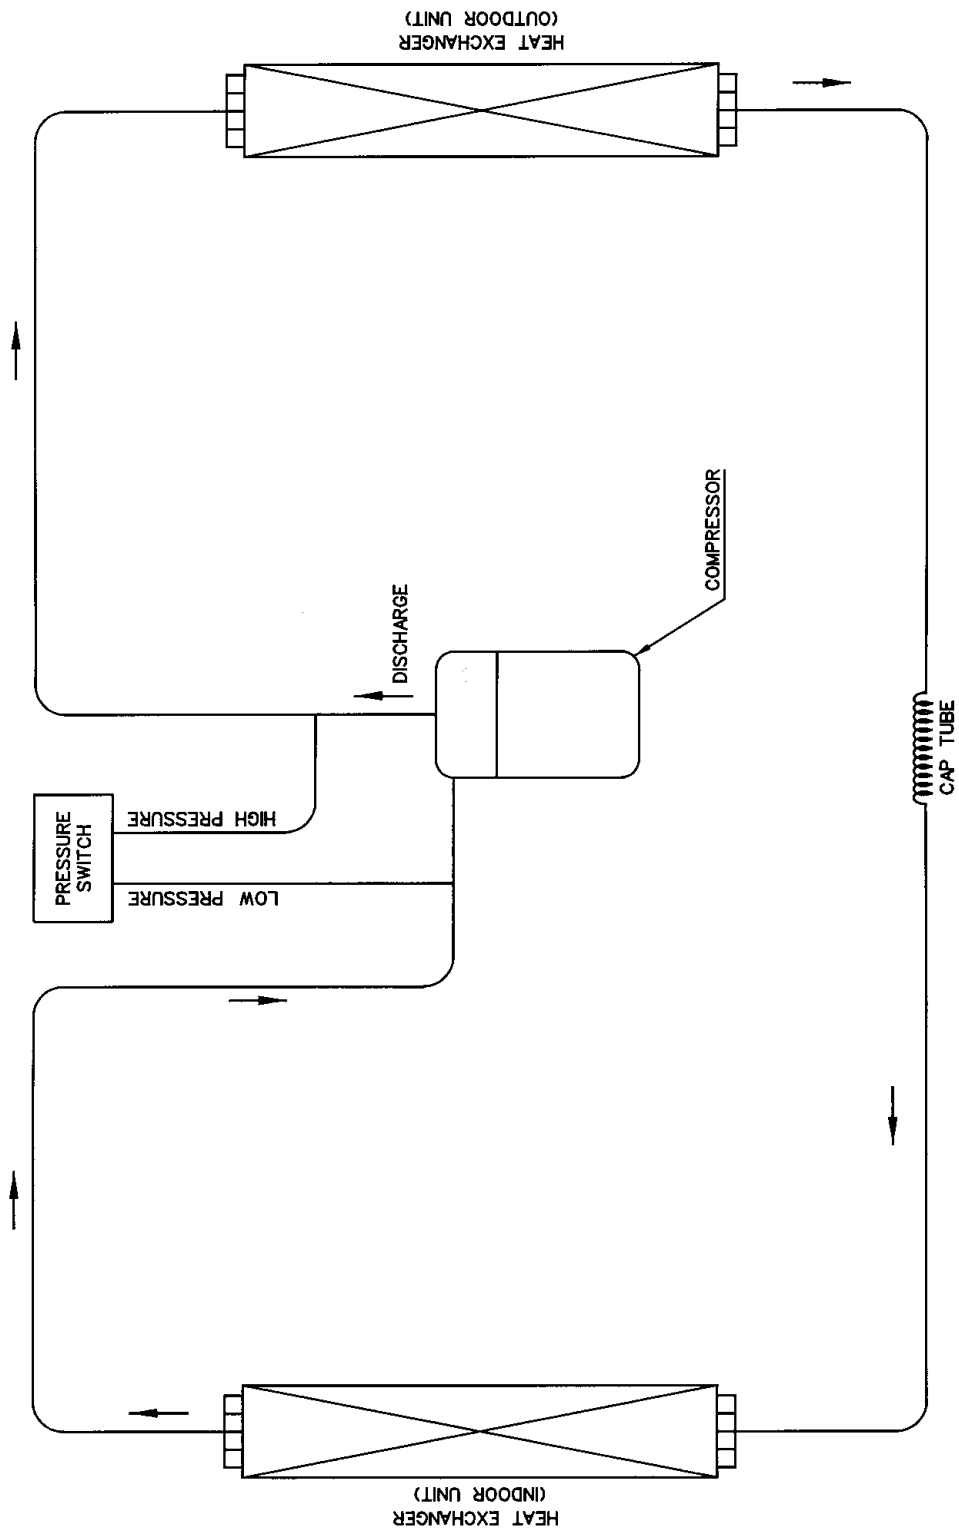 HEAT EXCHANGER
(OUTDOOR UNIT)
DISCHARGE
COMPRESSOR
PRESSURE
SWITCH
HIGH PRESSURE
LOW PRESSURE
CAP TUBE
HEAT EXCHANGER
(INDOOR UNIT)